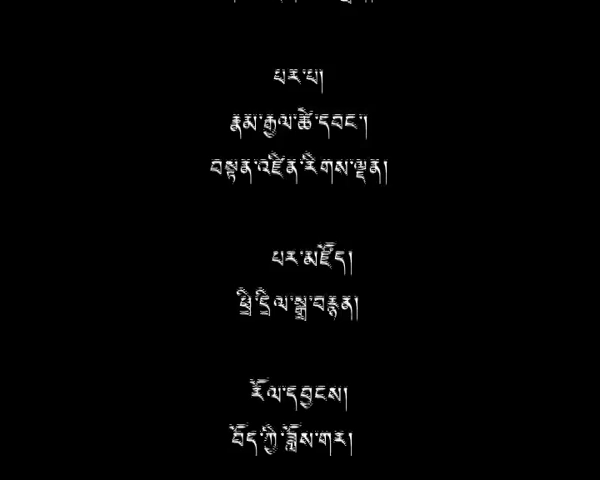 པར་པ།
རྣམ་རྒྱལ་ཚེ་དབང་།
བསྟན་འཛིན་རིགས་ལྡན།
པར་མཛོད།
ཕྲི་དྲིལ་སྒྲ་བརྙན།
རོལ་དབྱངས།
བོད་ཀྱི་ཟློས་གར།